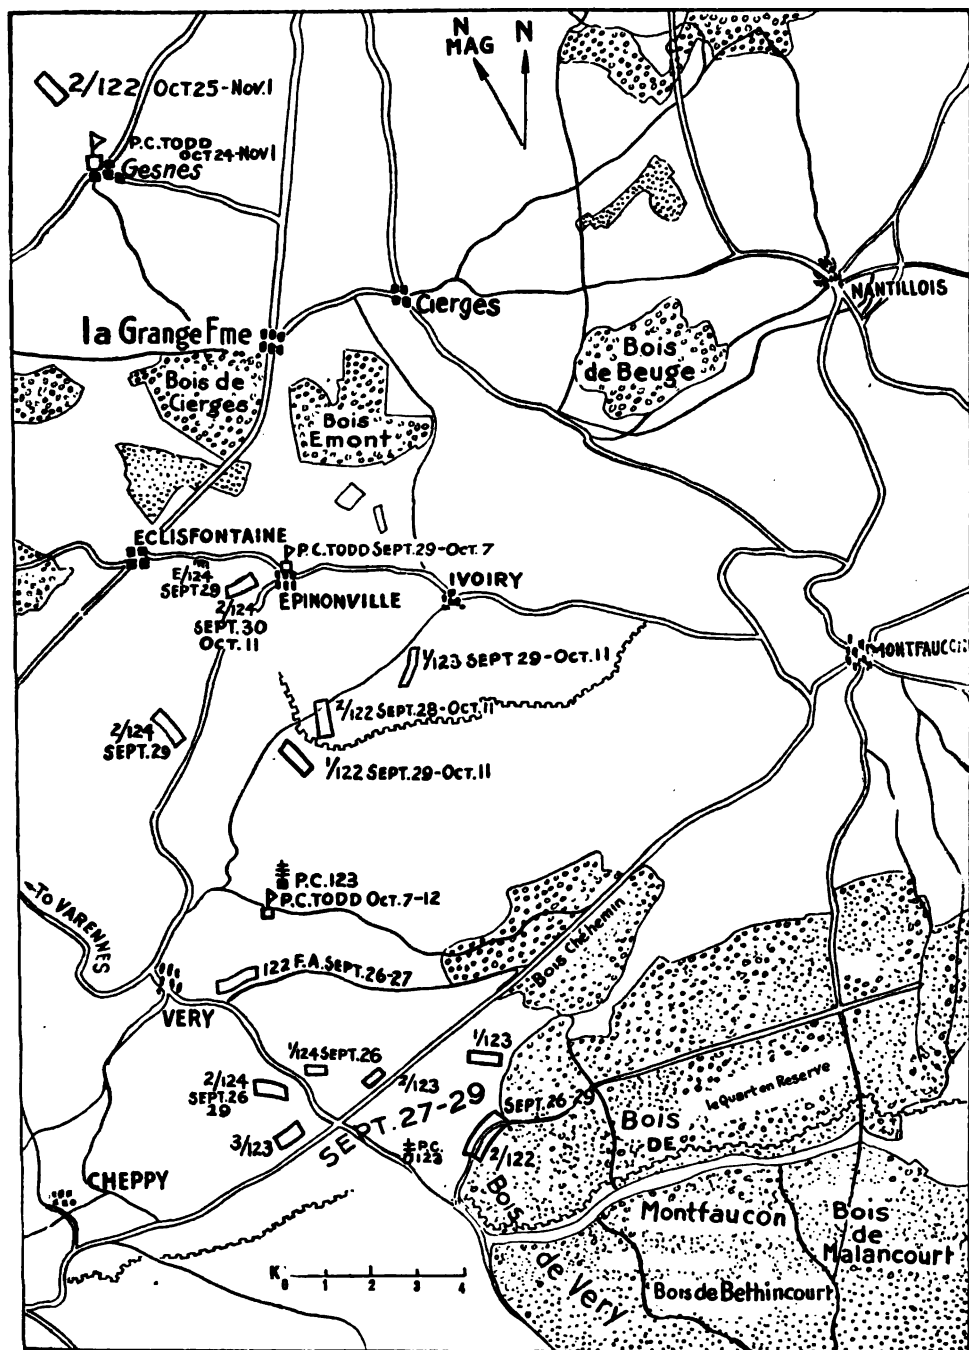 N
MAG
N
2/122 OCT 25-NOV. 1
P.C. TODD
OCT 24-NOV 1
Gesnes
NANTILLOIS
Cierges
la Grange Fme
Bois
de Beuge
Bois de
Cierges
Bois
Emont
ECLISFONTAINE
P.C. TODD SEPT. 29-OCT. 7
E/124
SEPT 29
IVOIRY
EPINONVILLE
2/124
SEPT. 30
OCT. 11
MONTFAUCC
1/123 SEPT 29-OCT. 11
2/122 SEPT. 28-OCT. 11
2/124
SEPT. 29
1/122 SEPT. 29-OCT. 11
P.C. 123
P.C. TODD OCT. 7-12
TO VARENNES
Bois Chehemin
122 F.A. SEPT. 26-27
VERY
1/124 SEPT. 26
1/123
2/124
SEPT. 26
29
2/123
SEPT. 27-29
SEPT. 26 29
la Quart en Reserve
3/123
P.C.
123
2/122
Bois
DE
Montfaucon
CHEPPY
Bois
de Very
Bois
de
Malancourt
Bois de Bethincourt
K
0 1 2 3 4